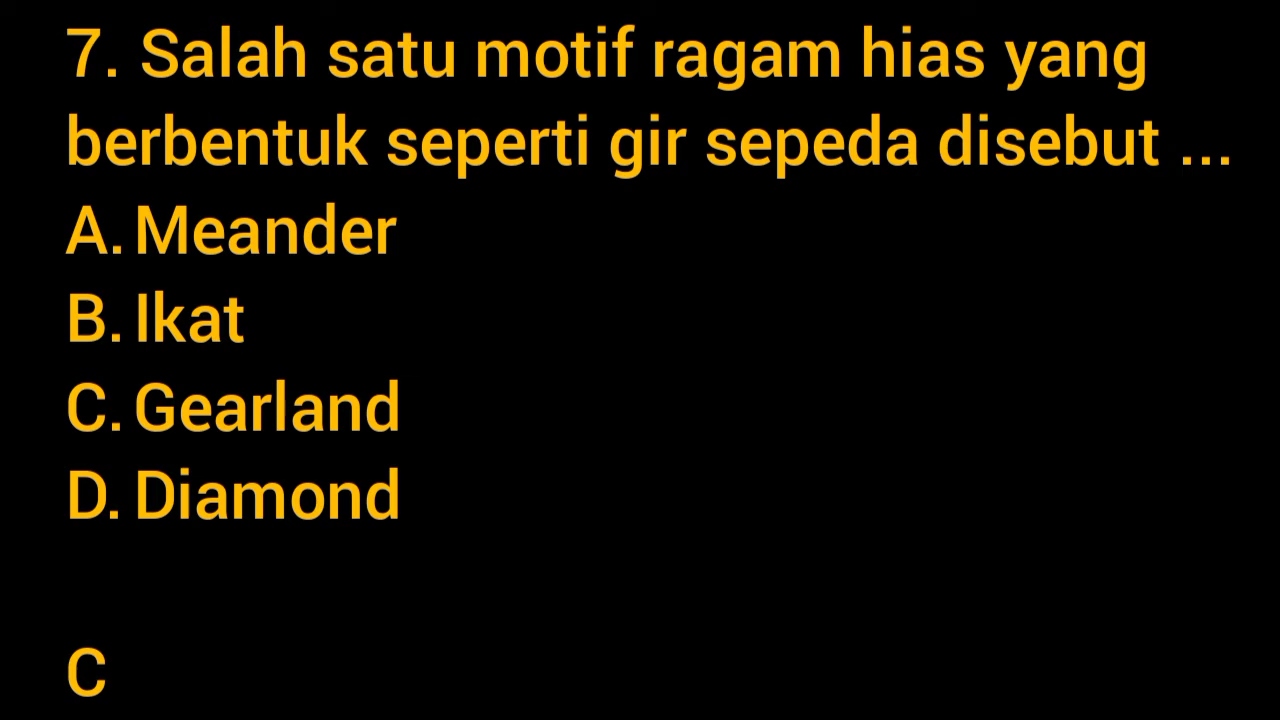 7. Salah satu motif ragam hias yang
berbentuk seperti gir sepeda disebut ...
A. Meander
B. Ikat
C. Gearland
D. Diamond
C